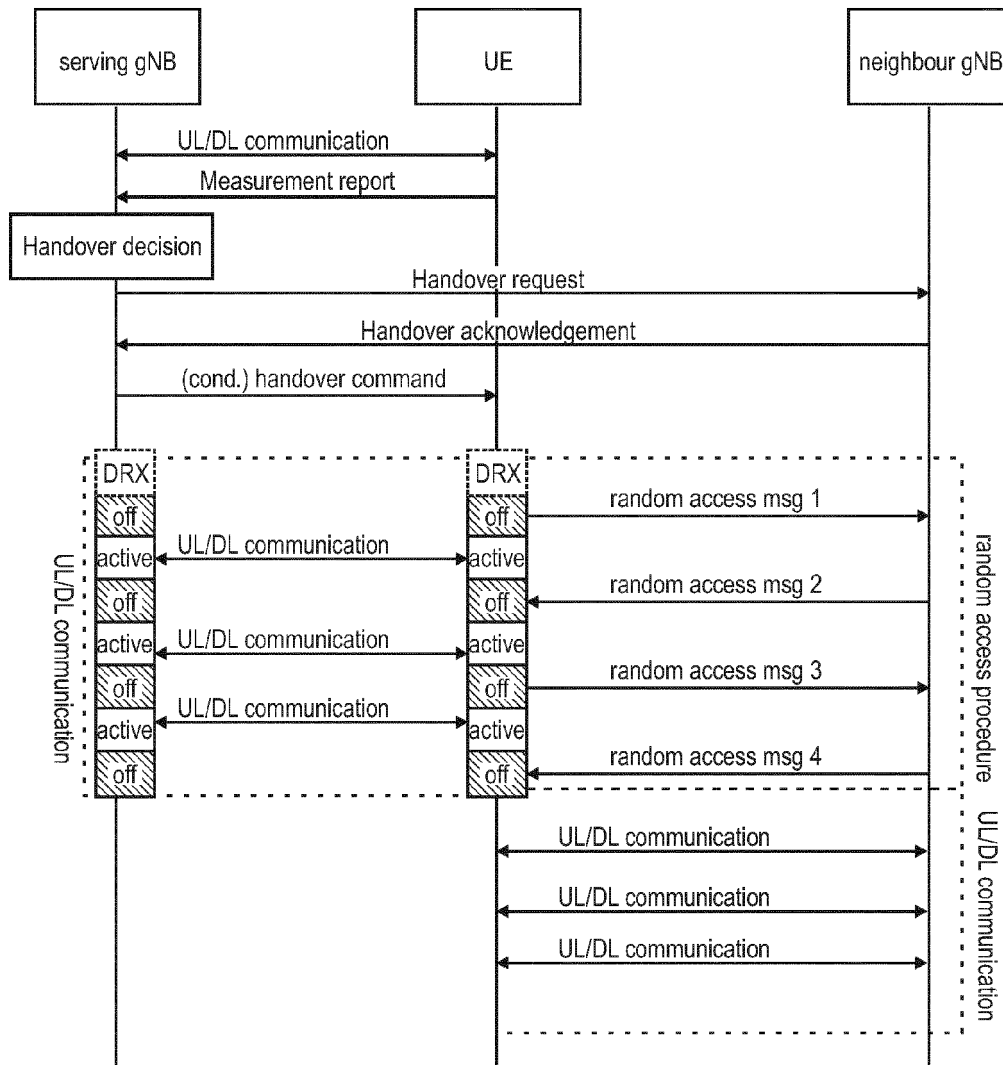 serving gNB
UE
neighbour gNB
UL/DL communication
Measurement report
Handover decision
Handover request
Handover acknowledgement
(cond.) handover command
DRX
DRX
off
off
random access msg 1
active
UL/DL communication
active
off
off
random access msg 2
active
UL/DL communication
active
off
off
random access msg 3
active
UL/DL communication
active
off
off
random access msg 4
UL/DL communication
random access procedure
UL/DL communication
UL/DL communication
UL/DL communication
UL/DL communication